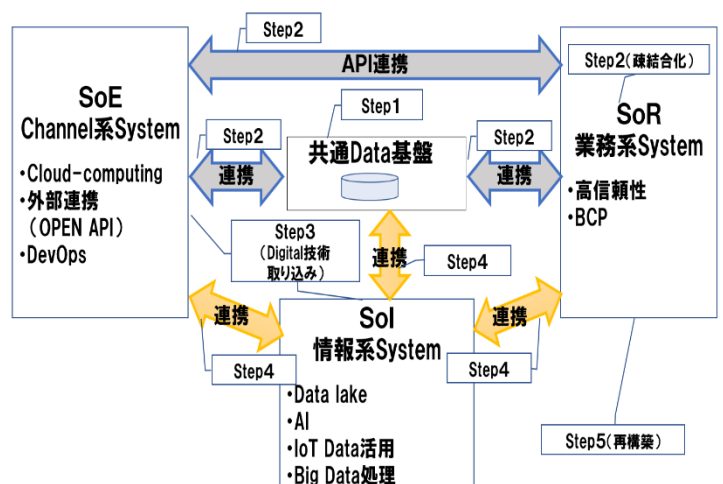 Step2
API連携
SoE
Channel系System
・Cloud-computing
・外部連携
（OPEN API）
・DevOps
Step2
連携
Step1
共通Data基盤
Step2
連携
Step2（疎結合化）
SoR
業務系System
・高信頼性
・BCP
Step3
（Digital技術
取り込み）
連携
Step4
連携
Step4
SoI
情報系System
・Data lake
・AI
・IoT Data活用
・Big Data処理
連携
Step4
Step5（再構築）